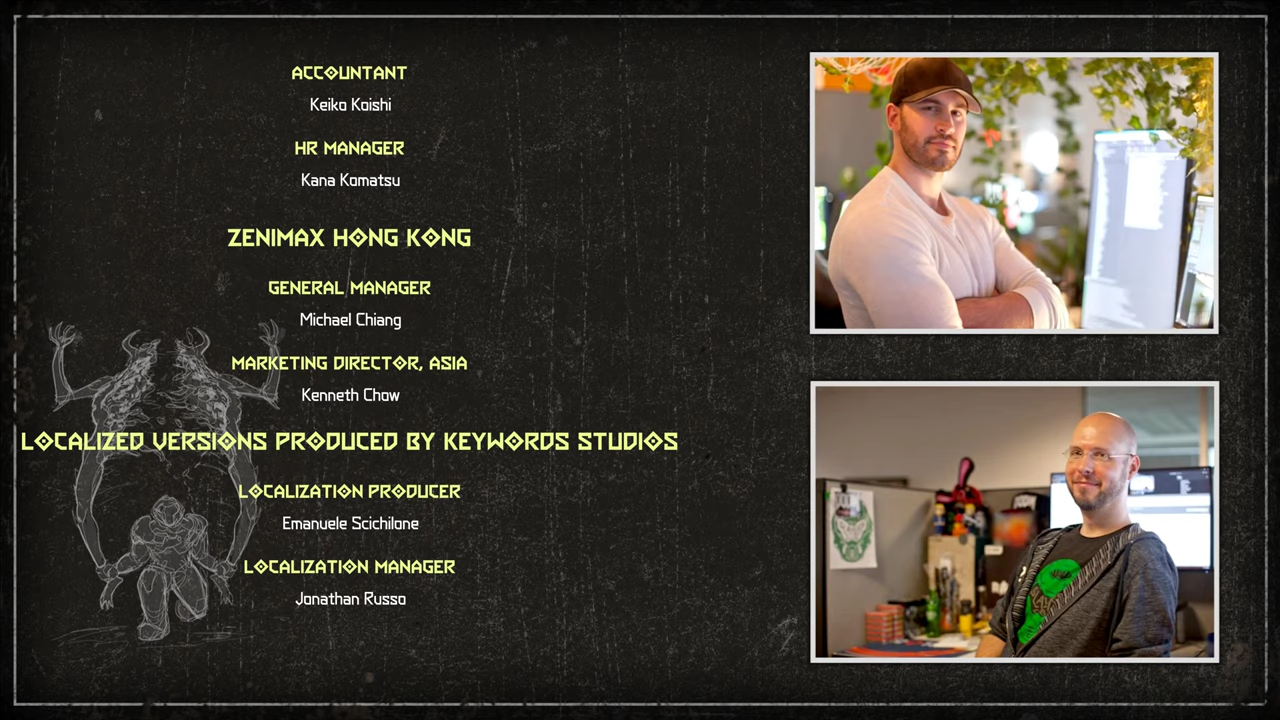 ACCOUNTANT
Keiko Koishi
HR MANAGER
Kana Komatsu
ZENIMAX HONG KONG
GENERAL MANAGER
Michael Chiang
MARKETING DIRECTOR, ASIA
Kenneth Chow
LOCALIZED VERSIONS PRODUCED BY KEYWORDS STUDIOS
LOCALIZATION PRODUCER
Emanuele Scichilone
LOCALIZATION MANAGER
Jonathan Russo